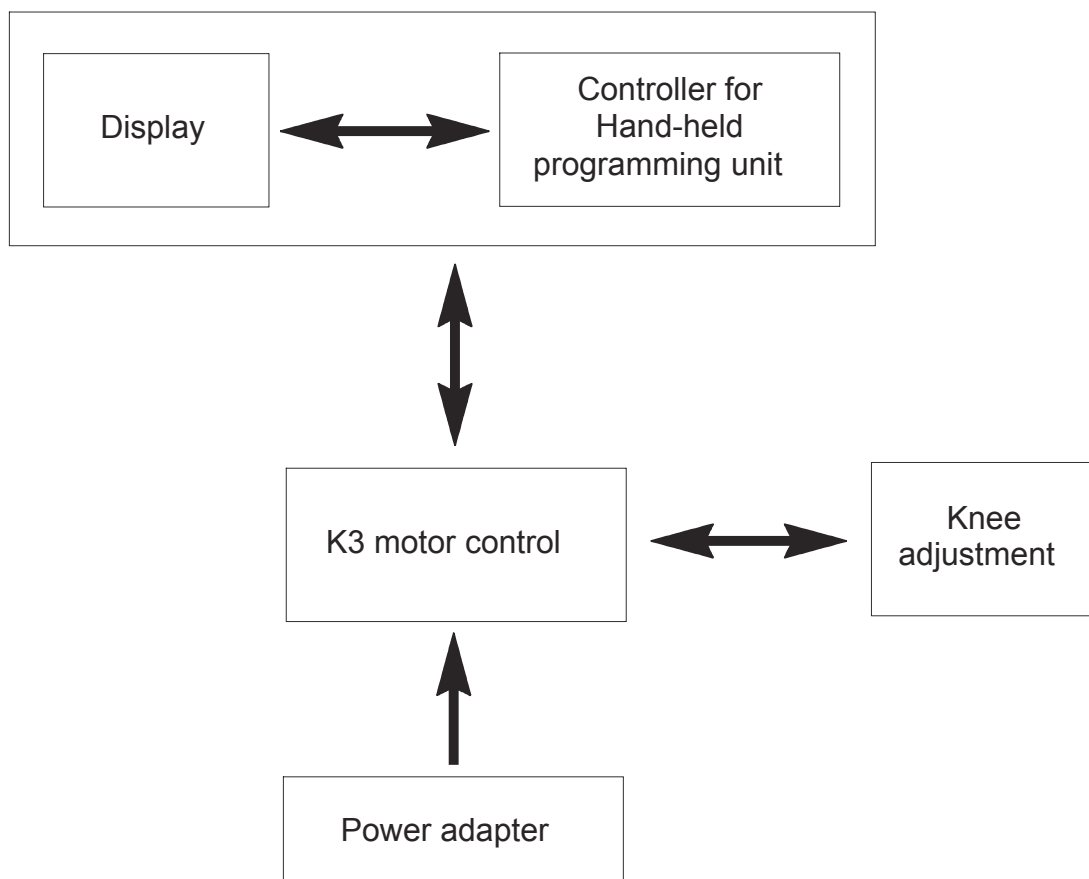 Display
Controller for
Hand-held
programming unit
K3 motor control
Knee
adjustment
Power adapter